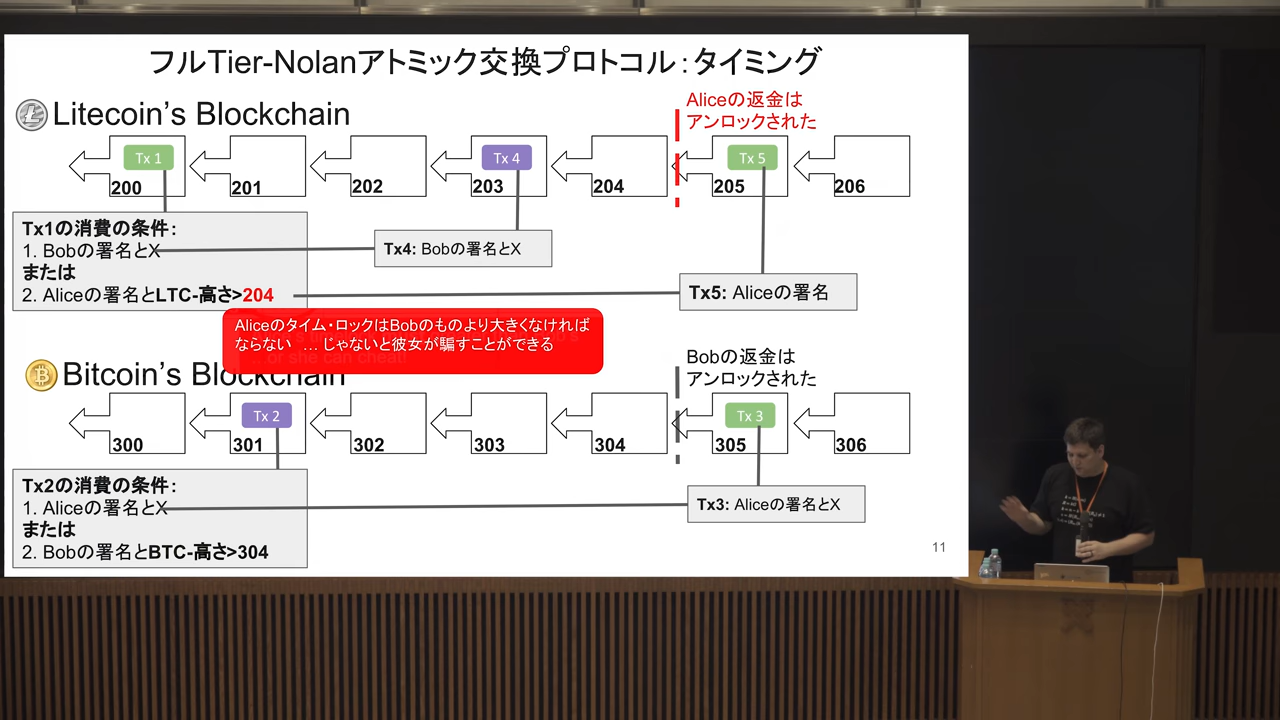 フルTier-Nolanアトミック交換プロトコル:タイミング
Litecoin's Blockchain
Aliceの返金は
アンロックされた
Tx 1
Tx 4
Tx 5
200
201
202
203
204
205
206
Tx1の消費の条件:
1. Bobの署名とX
または
2. Aliceの署名とLTC-高さ>204
Tx4: Bobの署名とX
Tx5: Aliceの署名
Aliceのタイム・ロックはBobのものより大きくなければ
ならない …じゃないと彼女が騙すことができる
or she can cheat!
Bitcoin's Blockchain
Bobの返金は
アンロックされた
Tx 2
Tx 3
300
301
302
303
304
305
306
Tx2の消費の条件:
1. Aliceの署名とX
または
2. Bobの署名とBTC-高さ>304
Tx3: Aliceの署名とX
11